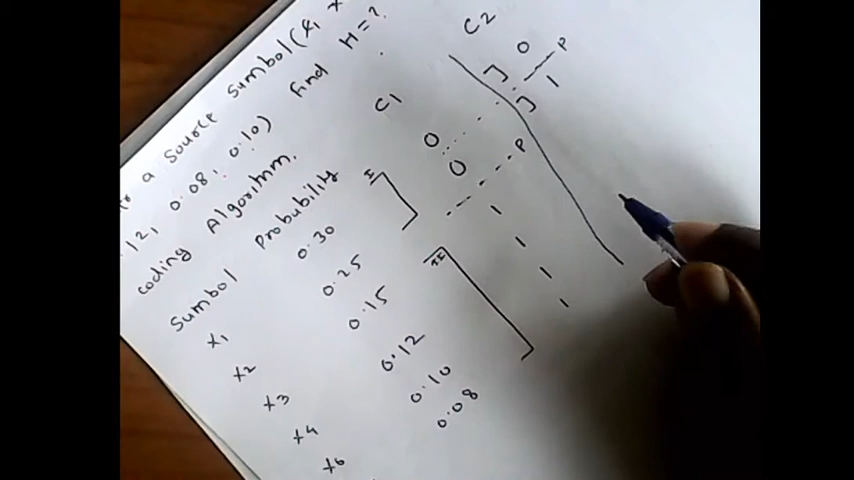 r a Source Symbol (x1 x
12, 0.08, 0.10) find H=?
coding Algorithm.
Symbol Probability C1 C2
x1 0.30 I 0 0
P
x2 0.25 0 1
P
x3 0.15 II 1
x4 0.12 1
x6 0.10 1
0.08 1